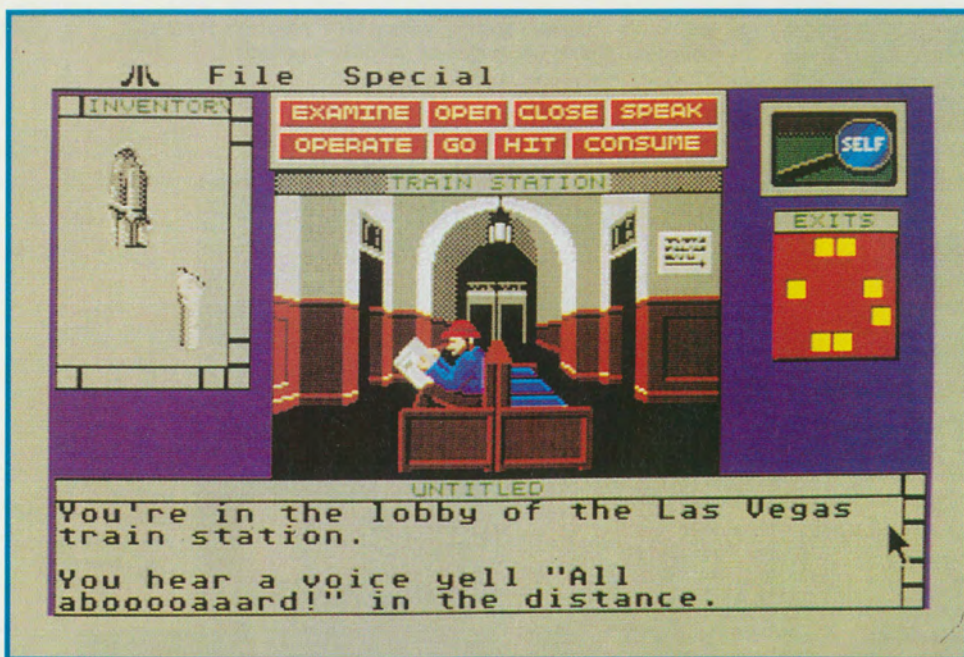 File Special
INVENTORY
EXAMINE OPEN CLOSE SPEAK
OPERATE GO HIT CONSUME
SELF
TRAIN STATION
EXITS
UNTITLED
You're in the lobby of the Las Vegas
train station.
You hear a voice yell "All
abooooaaaard!" in the distance.